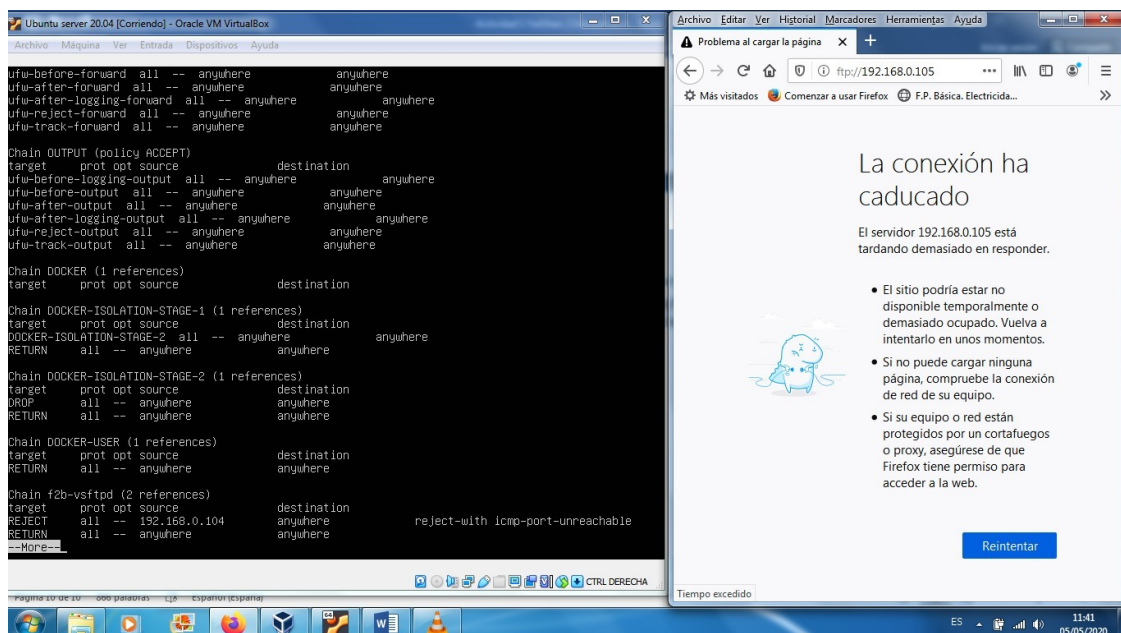 Ubuntu server 20.04 [Corriendo] - Oracle VM VirtualBox
Archivo Máquina Ver Entrada Dispositivos Ayuda
ufw-before-forward all -- anywhere anywhere
ufw-after-forward all -- anywhere anywhere
ufw-after-logging-forward all -- anywhere anywhere
ufw-reject-forward all -- anywhere anywhere
ufw-track-forward all -- anywhere anywhere
Chain OUTPUT (policy ACCEPT)
target prot opt source destination
ufw-before-logging-output all -- anywhere anywhere
ufw-before-output all -- anywhere anywhere
ufw-after-output all -- anywhere anywhere
ufw-after-logging-output all -- anywhere anywhere
ufw-reject-output all -- anywhere anywhere
ufw-track-output all -- anywhere anywhere
Chain DOCKER (1 references)
target prot opt source destination
Chain DOCKER-ISOLATION-STAGE-1 (1 references)
target prot opt source destination
DOCKER-ISOLATION-STAGE-2 all -- anywhere anywhere
RETURN all -- anywhere anywhere
Chain DOCKER-ISOLATION-STAGE-2 (1 references)
target prot opt source destination
DROP all -- anywhere anywhere
RETURN all -- anywhere anywhere
Chain DOCKER-USER (1 references)
target prot opt source destination
RETURN all -- anywhere anywhere
Chain f2b-vsftpd (2 references)
target prot opt source destination
REJECT all -- 192.168.0.104 anywhere reject-with icmp-port-unreachable
RETURN all -- anywhere anywhere
--More--
CTRL DERECHA
Página 10 de 10 866 palabras Español (España)
Archivo Editar Ver Historial Marcadores Herramientas Ayuda
Problema al cargar la página
ftp://192.168.0.105
Más visitados Comenzar a usar Firefox F.P. Básica. Electricida...
La conexión ha
caducado
El servidor 192.168.0.105 está
tardando demasiado en responder.
El sitio podría estar no
disponible temporalmente o
demasiado ocupado. Vuelva a
intentarlo en unos momentos.
Si no puede cargar ninguna
página, compruebe la conexión
de red de su equipo.
Si su equipo o red están
protegidos por un cortafuegos
o proxy, asegúrese de que
Firefox tiene permiso para
acceder a la web.
Reintentar
Tiempo excedido
64
ES
11:41
05/05/2020